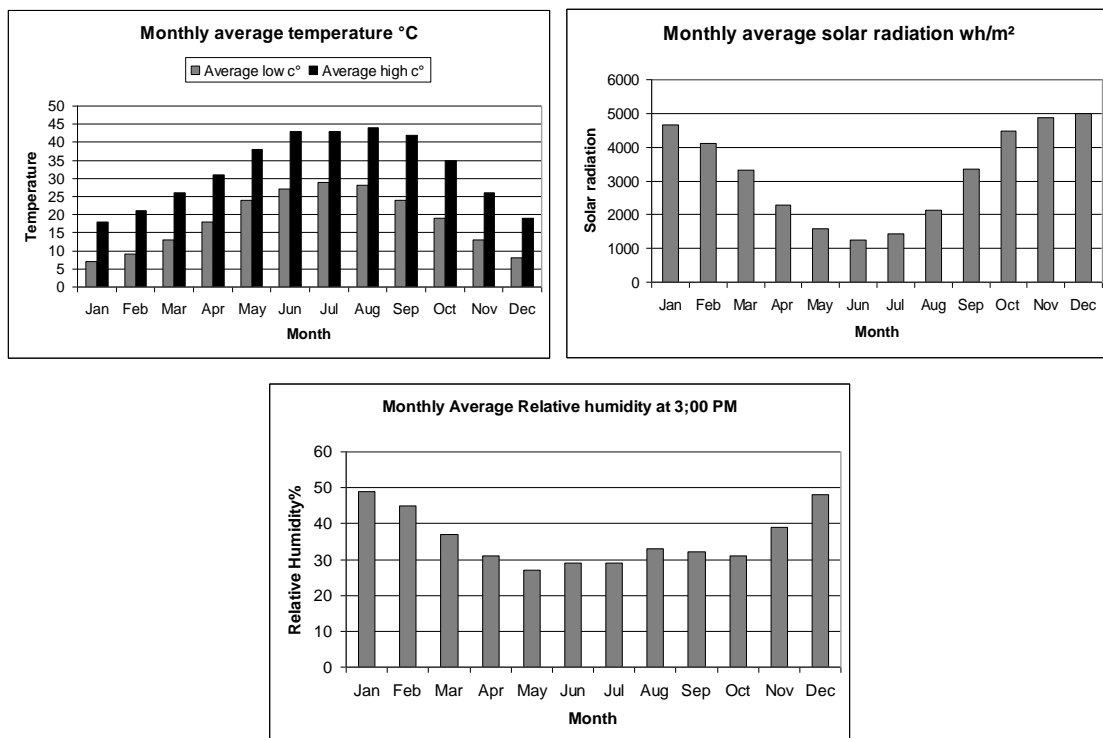 Monthly average temperature °C
Average low c° Average high c°
50
45
40
35
30
25
20
15
10
5
0
Temperature
Jan Feb Mar Apr May Jun Jul Aug Sep Oct Nov Dec
Month
Monthly average solar radiation wh/m²
6000
5000
4000
3000
2000
1000
0
Solar radiation
Jan Feb Mar Apr May Jun Jul Aug Sep Oct Nov Dec
Month
Monthly Average Relative humidity at 3;00 PM
60
50
40
30
20
10
0
Relative Humidity%
Jan Feb Mar Apr May Jun Jul Aug Sep Oct Nov Dec
Month